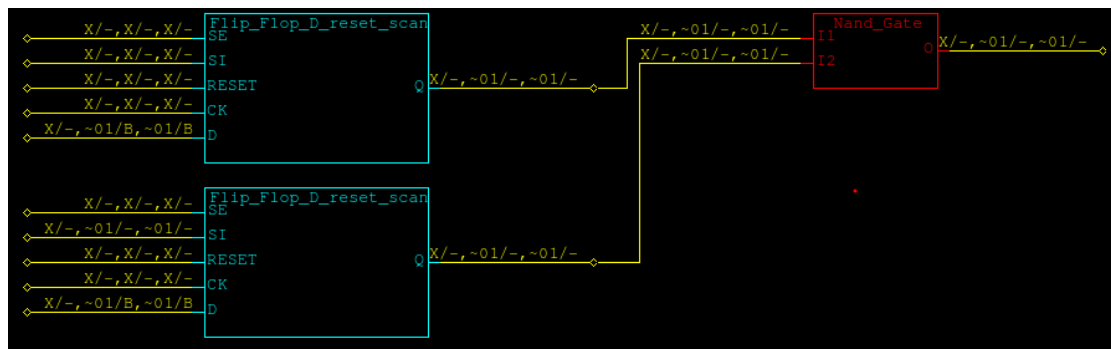 Flip_Flop_D_reset_scan
X/-,X/-,X/- SE
X/-,X/-,X/- SI
X/-,X/-,X/- RESET
X/-,X/-,X/- CK
X/-,~01/B,~01/B D
Q X/-,~01/-,~01/-
Flip_Flop_D_reset_scan
X/-,X/-,X/- SE
X/-,~01/-,~01/- SI
X/-,X/-,X/- RESET
X/-,X/-,X/- CK
X/-,~01/B,~01/B D
Q X/-,~01/-,~01/-
Nand_Gate
X/-,~01/-,~01/- I1
X/-,~01/-,~01/- I2
O X/-,~01/-,~01/-